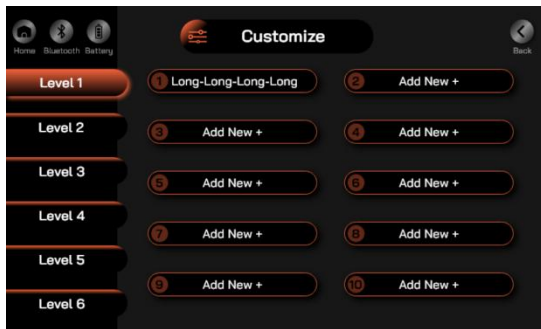 Customize
Home Bluetooth Battery
Back
Level 1
Level 2
Level 3
Level 4
Level 5
Level 6
1 Long-Long-Long-Long
2 Add New +
3 Add New +
4 Add New +
5 Add New +
6 Add New +
7 Add New +
8 Add New +
9 Add New +
10 Add New +